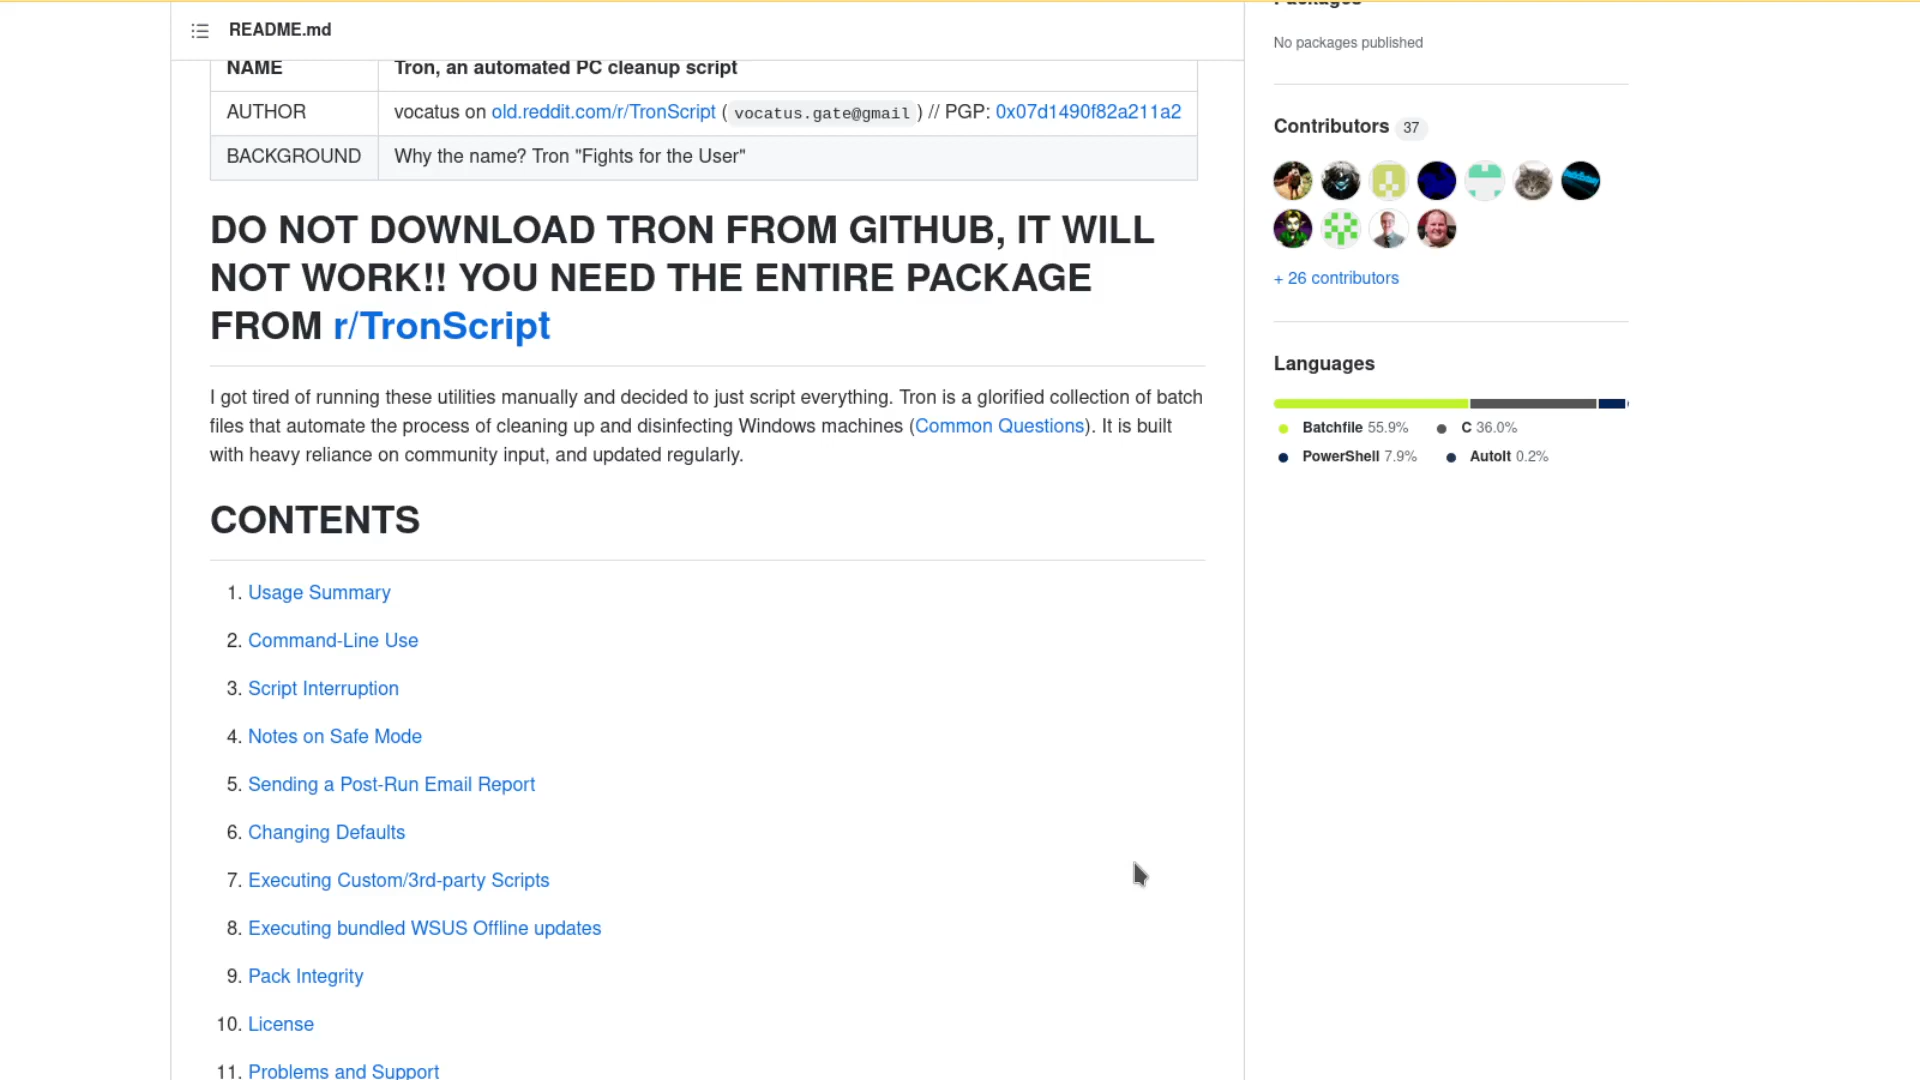 README.md
NAME Tron, an automated PC cleanup script
AUTHOR vocatus on old.reddit.com/r/TronScript ( vocatus.gate@gmail ) // PGP: 0x07d1490f82a211a2
BACKGROUND Why the name? Tron "Fights for the User"
DO NOT DOWNLOAD TRON FROM GITHUB, IT WILL
NOT WORK!! YOU NEED THE ENTIRE PACKAGE
FROM r/TronScript
I got tired of running these utilities manually and decided to just script everything. Tron is a glorified collection of batch
files that automate the process of cleaning up and disinfecting Windows machines (Common Questions). It is built
with heavy reliance on community input, and updated regularly.
CONTENTS
1. Usage Summary
2. Command-Line Use
3. Script Interruption
4. Notes on Safe Mode
5. Sending a Post-Run Email Report
6. Changing Defaults
7. Executing Custom/3rd-party Scripts
8. Executing bundled WSUS Offline updates
9. Pack Integrity
10. License
11. Problems and Support
Packages
No packages published
Contributors 37
+ 26 contributors
Languages
Batchfile 55.9% C 36.0%
PowerShell 7.9% AutoIt 0.2%